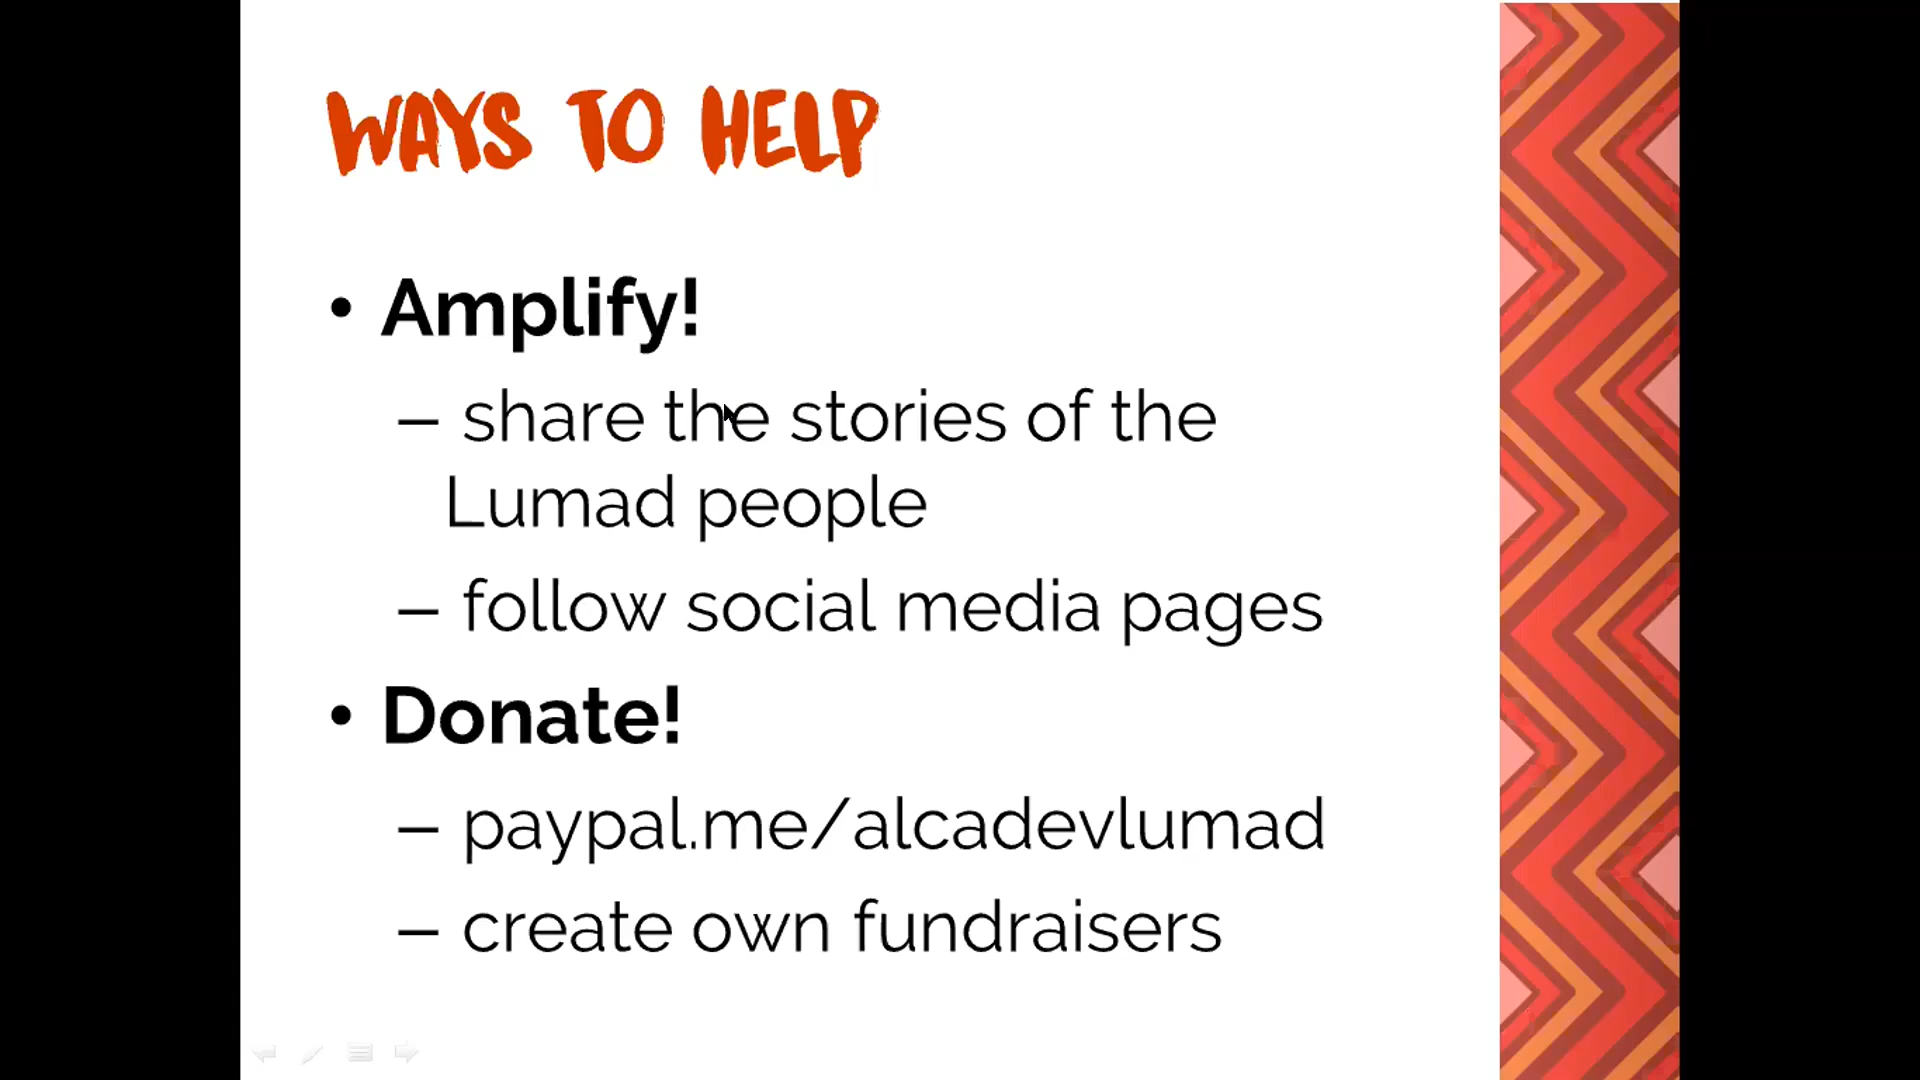 WAYS TO HELP
• Amplify!
– share the stories of the
Lumad people
– follow social media pages
• Donate!
– paypal.me/alcadevlumad
– create own fundraisers